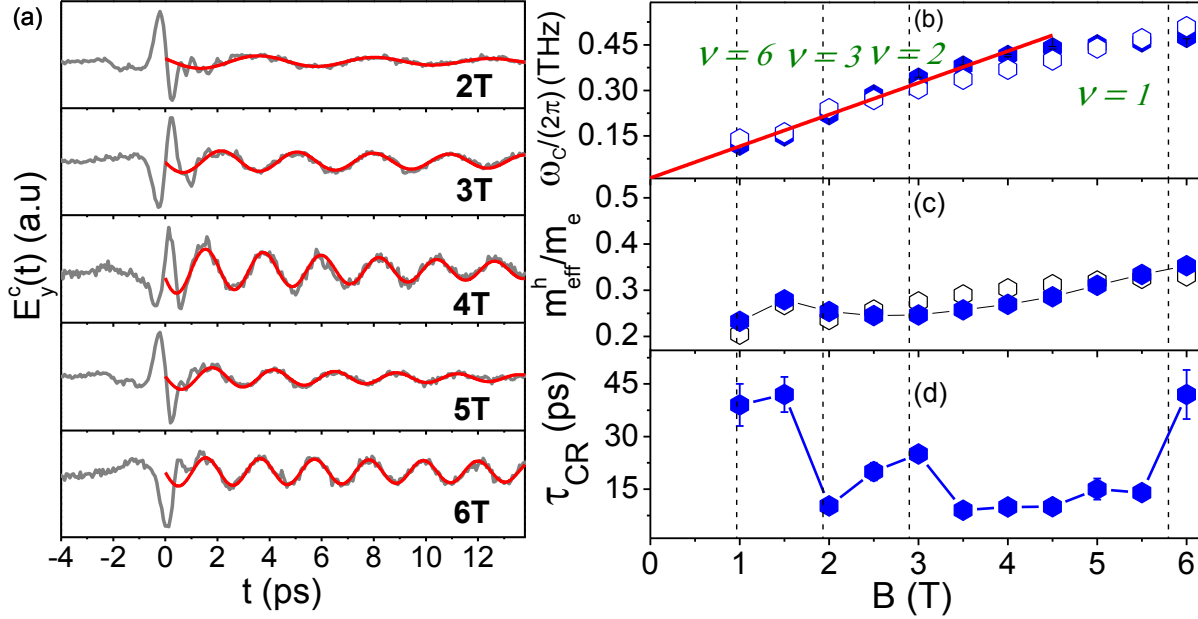 (a)
E_y^c(t) (a.u)
2T
3T
4T
5T
6T
-4 -2 0 2 4 6 8 10 12
t (ps)
(b)
ω_C/(2π) (THz)
0.45
0.30
0.15
ν = 6 ν = 3 ν = 2
ν = 1
(c)
m_eff^h/m_e
0.5
0.4
0.3
0.2
(d)
τ_CR (ps)
45
30
15
0 1 2 3 4 5 6
B (T)